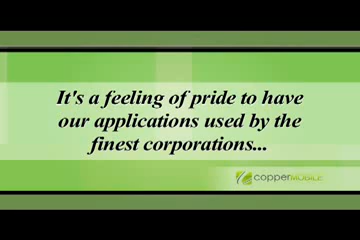 It's a feeling of pride to have
our applications used by the
finest corporations...
copperMOBILE